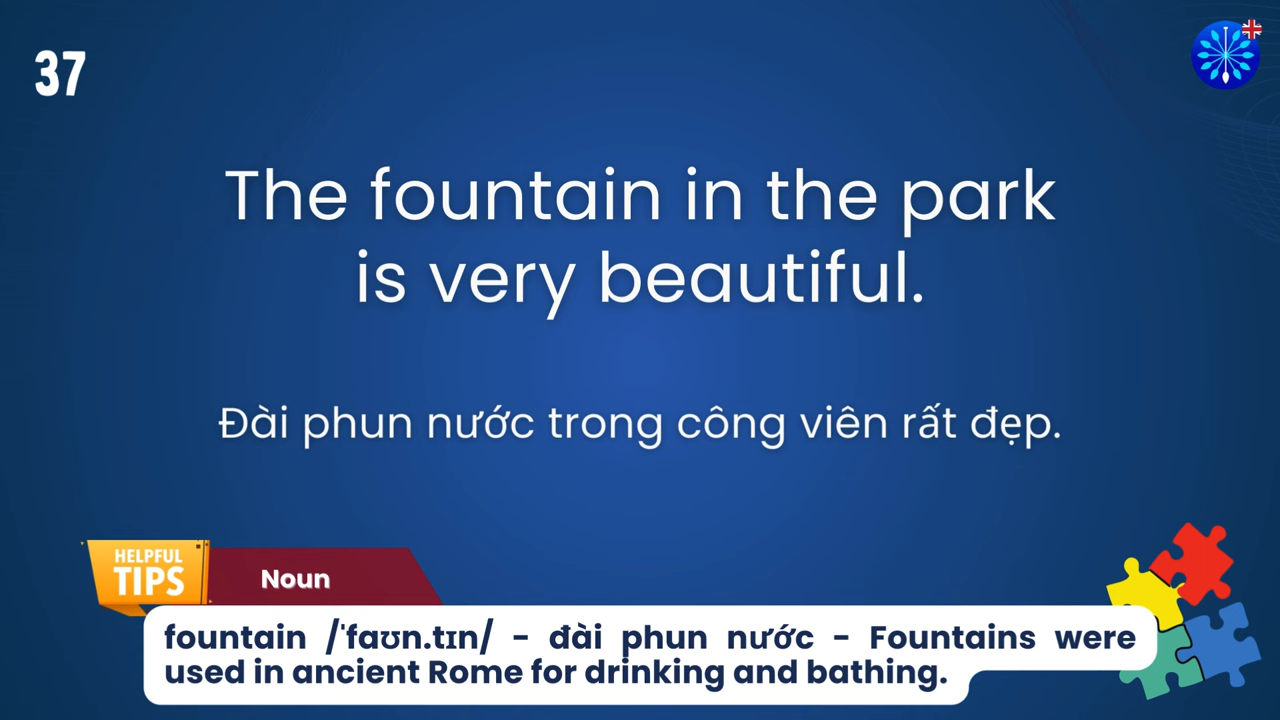 37
The fountain in the park
is very beautiful.
Đài phun nước trong công viên rất đẹp.
HELPFUL
TIPS
Noun
fountain /ˈfaʊn.tɪn/ - đài phun nước - Fountains were
used in ancient Rome for drinking and bathing.